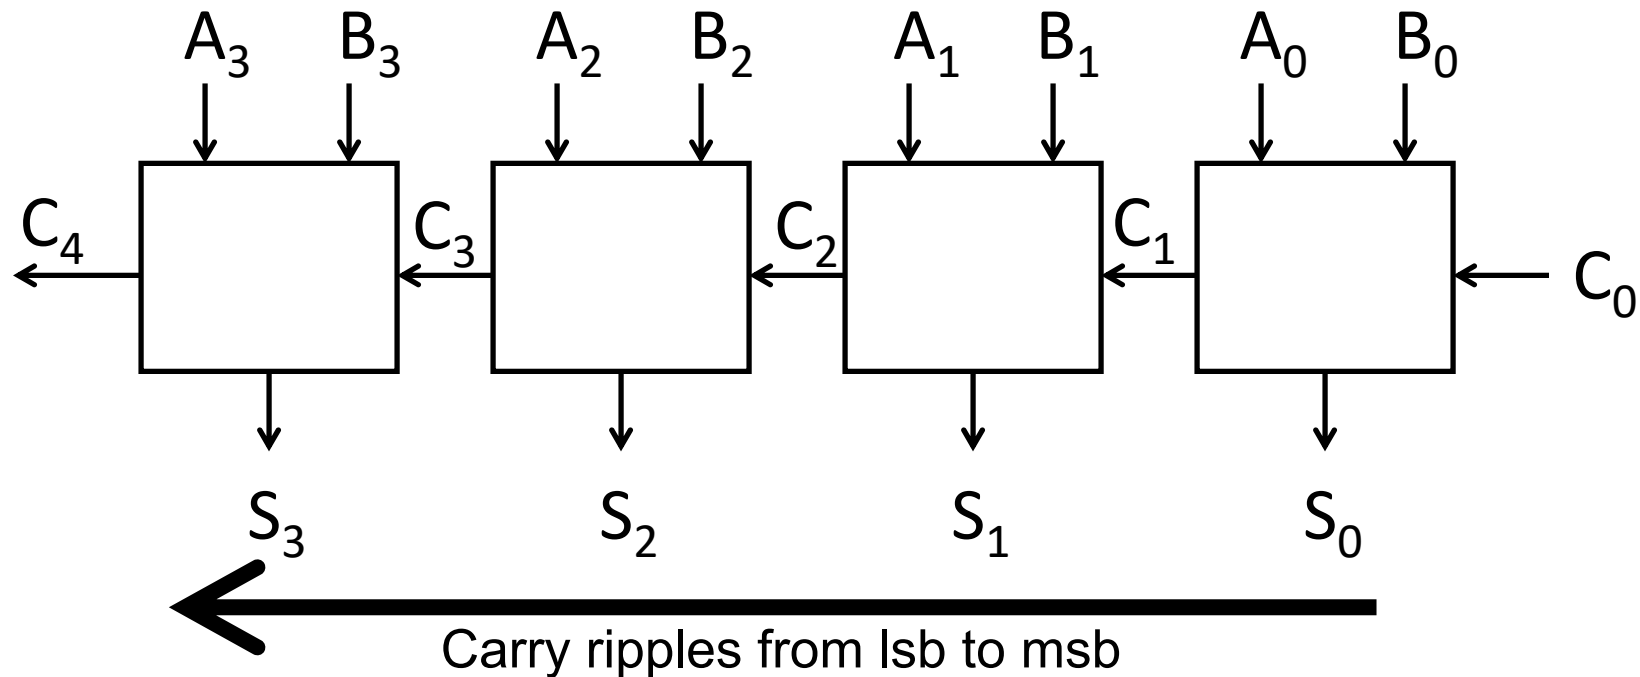 A₃ B₃ A₂ B₂ A₁ B₁ A₀ B₀
C₄ C₃ C₂ C₁ C₀
S₃ S₂ S₁ S₀
Carry ripples from lsb to msb